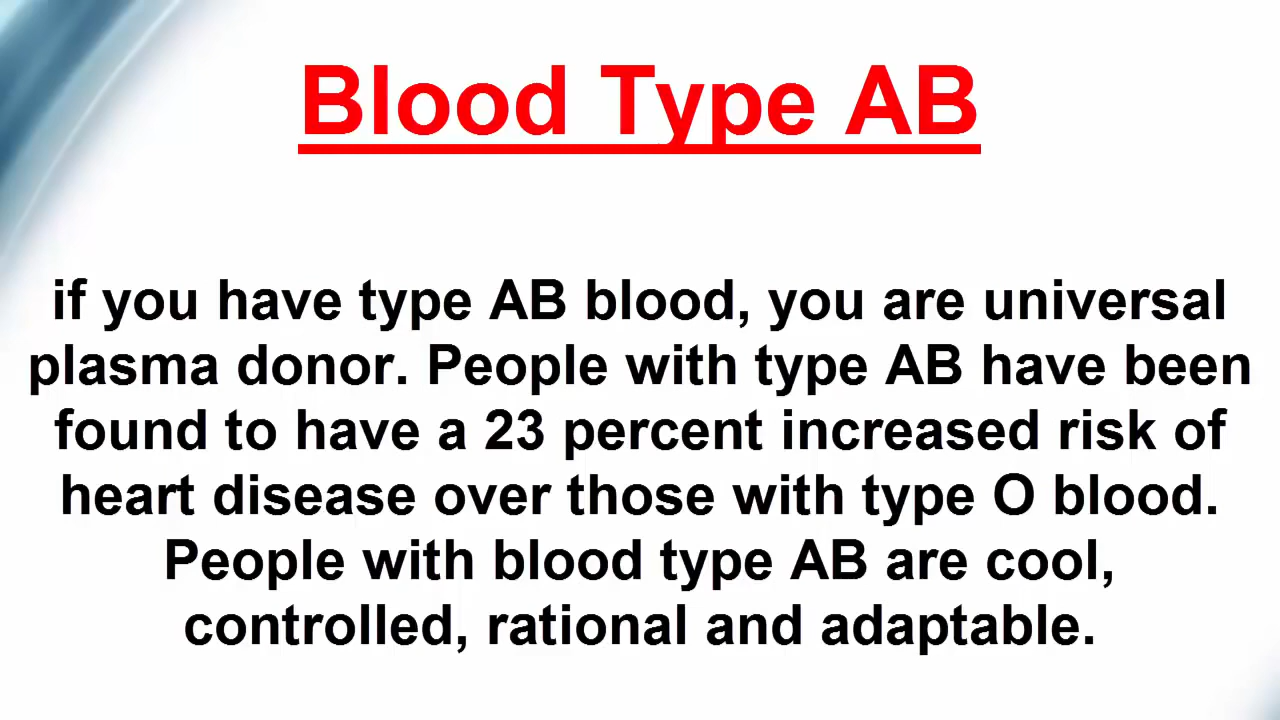 Blood Type AB
if you have type AB blood, you are universal
plasma donor. People with type AB have been
found to have a 23 percent increased risk of
heart disease over those with type O blood.
People with blood type AB are cool,
controlled, rational and adaptable.